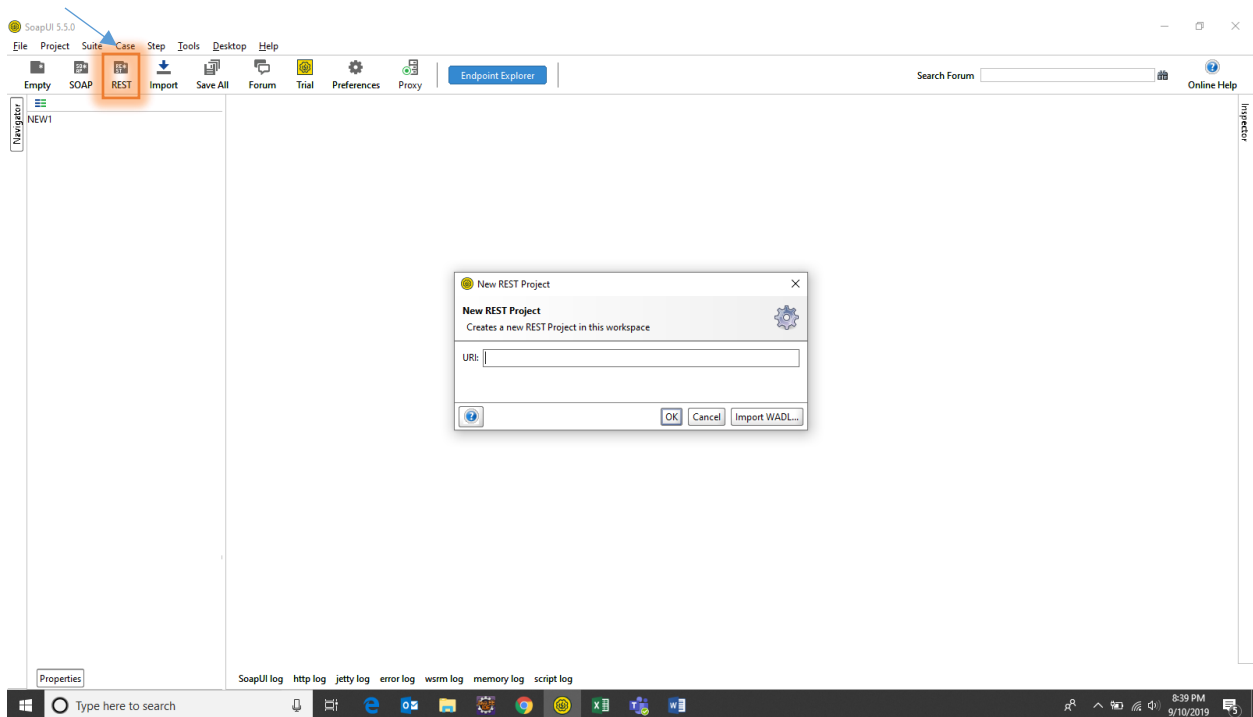 SoapUI 5.5.0
File Project Suite Case Step Tools Desktop Help
Empty SOAP REST Import Save All Forum Trial Preferences Proxy Endpoint Explorer Search Forum Online Help
Navigator
NEW1
Inspector
New REST Project
New REST Project
Creates a new REST Project in this workspace
URI:
OK Cancel Import WADL...
Properties
SoapUI log http log jetty log error log wsrm log memory log script log
Type here to search
8:39 PM
9/10/2019
5